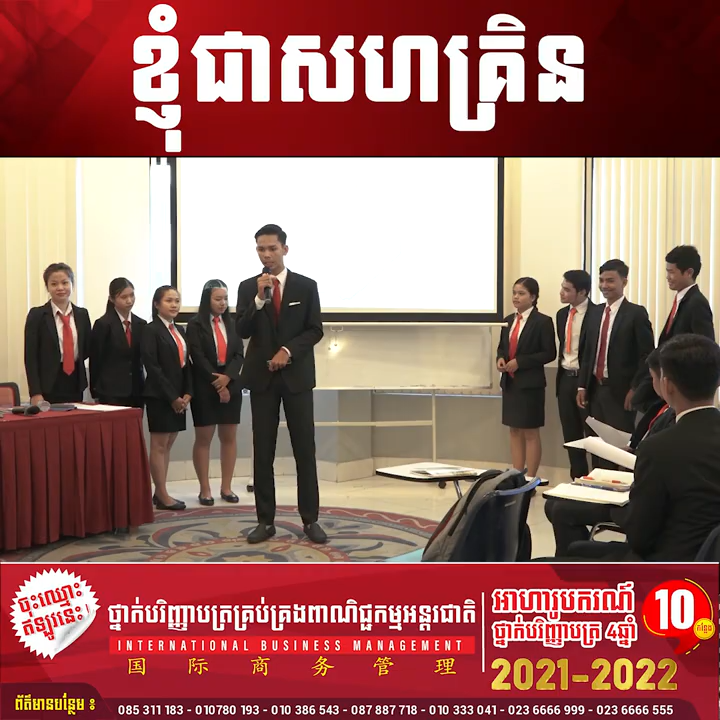 ខ្ញុំជាសហគ្រិន
ចុះឈ្មោះ
ឥឡូវនេះ!
ថ្នាក់បរិញ្ញាបត្រគ្រប់គ្រងពាណិជ្ជកម្មអន្តរជាតិ
INTERNATIONAL BUSINESS MANAGEMENT
国际商务管理
អាហារូបករណ៍
ថ្នាក់បរិញ្ញាបត្រ 4ឆ្នាំ
10
កន្លែង
2021-2022
ព័ត៌មានបន្ថែម ៖
085 311 183 - 010780 193 - 010 386 543 - 087 887 718 - 010 333 041 - 023 6666 999 - 023 6666 555